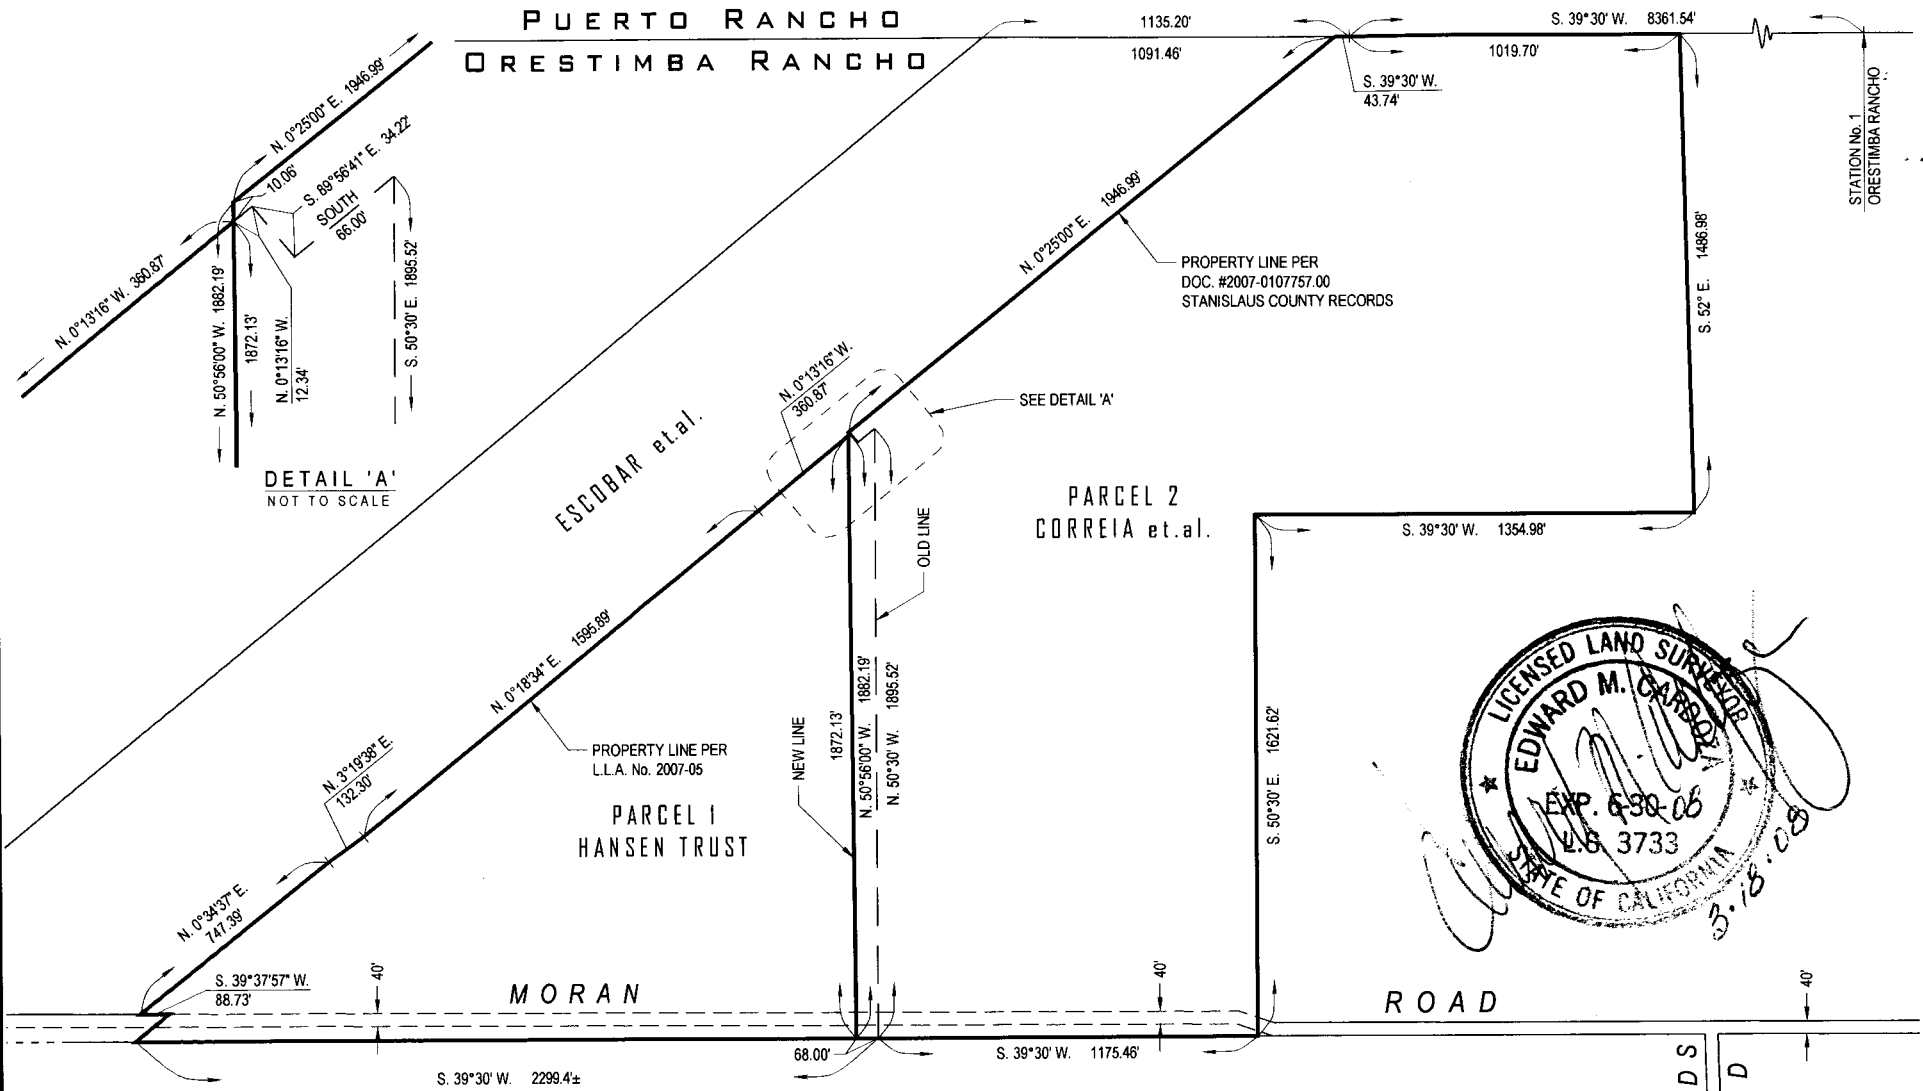 PUERTO RANCHO
ORESTIMBA RANCHO
1135.20'
1091.46'
S. 39°30' W. 8361.54'
1019.70'
S. 39°30' W.
43.74'
STATION No. 1
ORESTIMBA RANCHO
N. 0°25'00" E. 1946.99'
10.06'
S. 89°56'41" E. 34.22'
SOUTH
66.00'
N. 0°13'16" W. 360.87'
N. 50°56'00" W. 1882.19'
1872.13'
N. 0°13'16" W.
12.34'
S. 50°30' E. 1895.52'
DETAIL 'A'
NOT TO SCALE
N. 0°25'00" E. 1946.99'
PROPERTY LINE PER
DOC. #2007-0107757.00
STANISLAUS COUNTY RECORDS
S. 52° E. 1486.98'
N. 0°13'16" W.
360.87'
SEE DETAIL 'A'
ESCOBAR et.al.
PARCEL 2
CORREIA et.al.
OLD LINE
S. 39°30' W. 1354.98'
N. 0°18'34" E. 1595.89'
PROPERTY LINE PER
L.L.A. No. 2007-05
N. 3°19'38" E.
132.30'
PARCEL 1
HANSEN TRUST
NEW LINE
1872.13'
N. 50°56'00" W. 1882.19'
N. 50°30' W. 1895.52'
S. 50°30' E. 1621.62'
LICENSED LAND SURVEYOR
EDWARD M. CARDOZA
EXP. 6-30-08
L.S. 3733
STATE OF CALIFORNIA
3-18-08
N. 0°34'37" E.
747.39'
S. 39°37'57" W.
88.73'
40'
MORAN
40'
ROAD
40'
68.00'
S. 39°30' W. 1175.46'
S. 39°30' W. 2299.4'±
DS
D